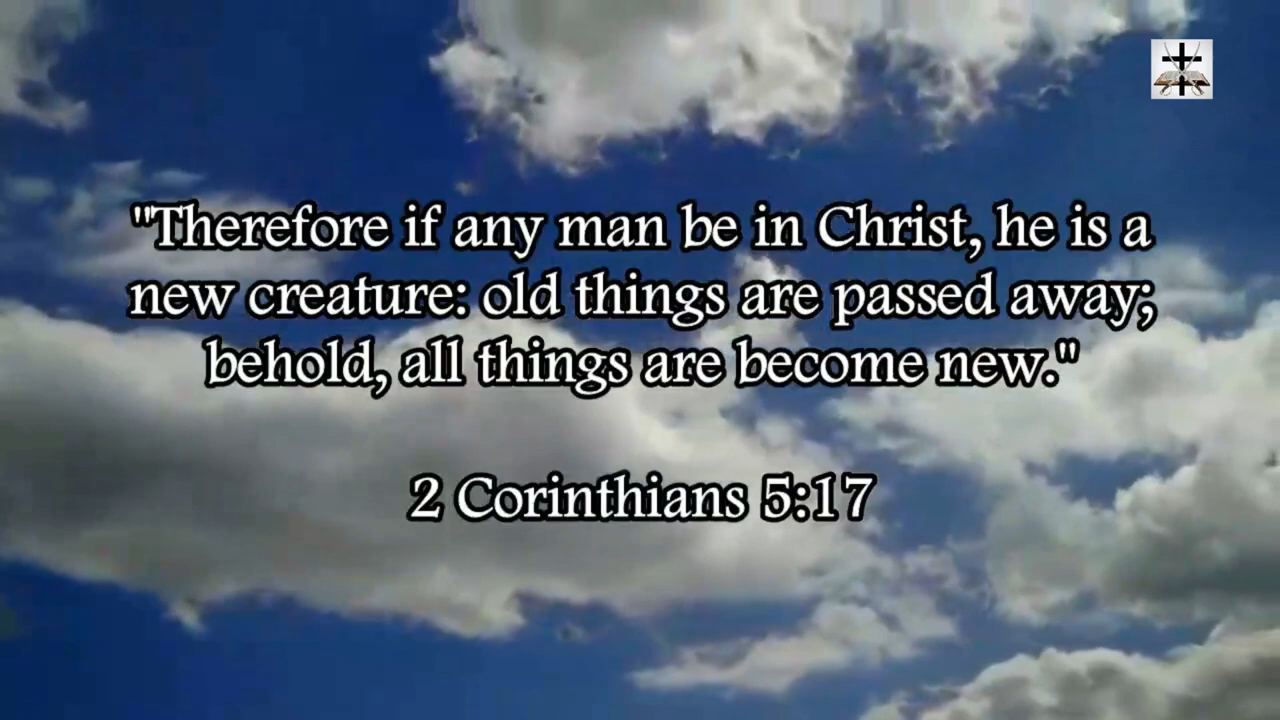 "Therefore if any man be in Christ, he is a
new creature: old things are passed away;
behold, all things are become new."
2 Corinthians 5:17